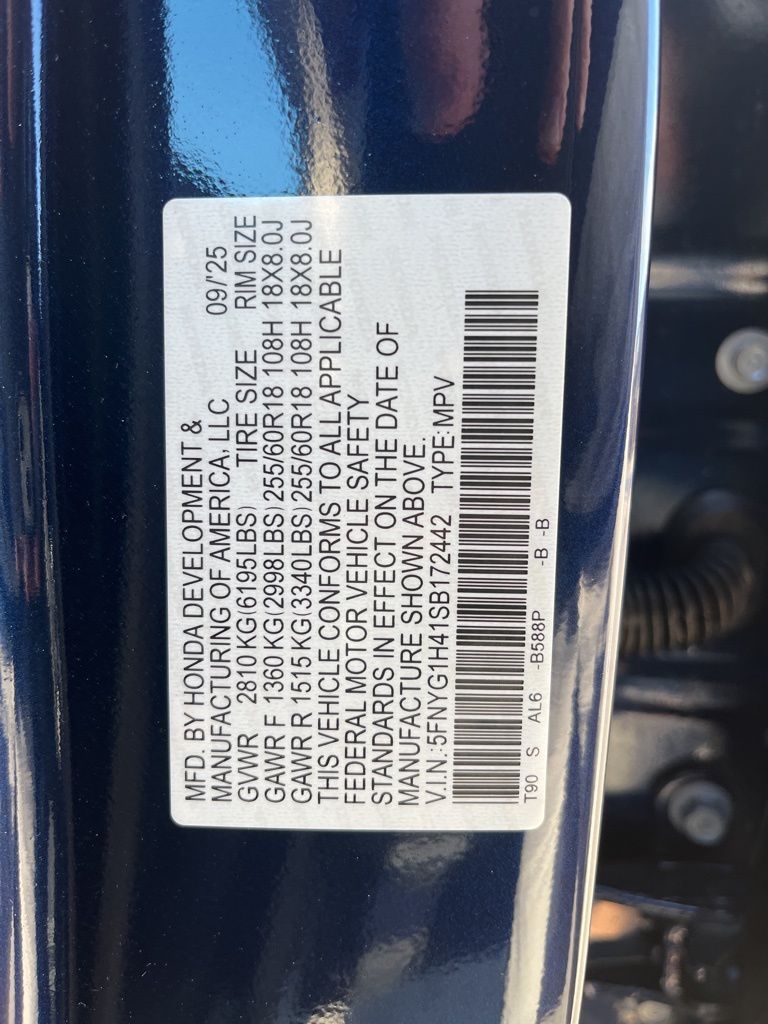 MFD. BY HONDA DEVELOPMENT &
MANUFACTURING OF AMERICA, LLC 09/'25
GVWR 2810 KG(6195LBS) TIRE SIZE RIM SIZE
GAWR F 1360 KG(2998LBS) 255/60R18 108H 18X8.0J
GAWR R 1515 KG(3340LBS) 255/60R18 108H 18X8.0J
THIS VEHICLE CONFORMS TO ALL APPLICABLE
FEDERAL MOTOR VEHICLE SAFETY
STANDARDS IN EFFECT ON THE DATE OF
MANUFACTURE SHOWN ABOVE.
V.I.N.:5FNYG1H41SB172442 TYPE:MPV
T90 S AL6 -B588P -B -B